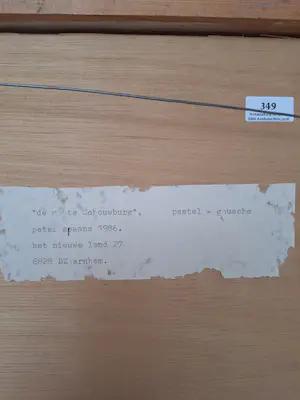 349
"de Schouwburg", pastel - gouache
peter spaans 1986.
het nieuwe land 27
6828 DZ arnhem.